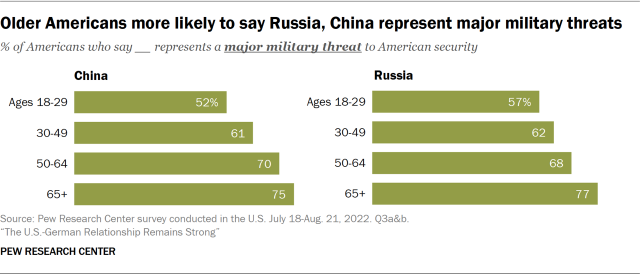 Older Americans more likely to say Russia, China represent major military threats
% of Americans who say __ represents a major military threat to American security
China
Ages 18-29 52%
30-49 61
50-64 70
65+ 75
Russia
Ages 18-29 57%
30-49 62
50-64 68
65+ 77
Source: Pew Research Center survey conducted in the U.S. July 18-Aug. 21, 2022. Q3a&b.
“The U.S.-German Relationship Remains Strong”
PEW RESEARCH CENTER